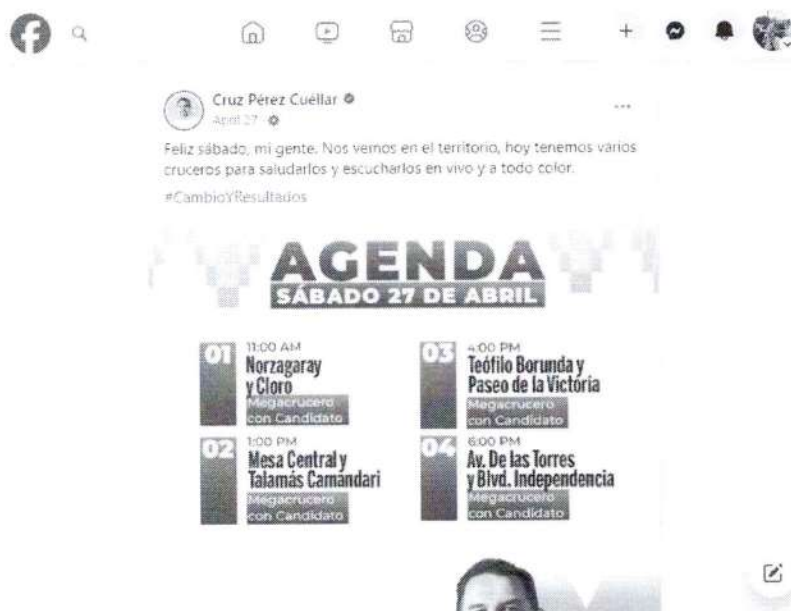 Cruz Pérez Cuéllar
April 27
Feliz sábado, mi gente. Nos vemos en el territorio, hoy tenemos varios
cruceros para saludarlos y escucharlos en vivo y a todo color.
#CambioYResultados
AGENDA
SÁBADO 27 DE ABRIL
01
11:00 AM
Norzagaray
y Cloro
Megacrucero
con Candidato
02
1:00 PM
Mesa Central y
Talamás Camandari
Megacrucero
con Candidato
03
4:00 PM
Teófilo Borunda y
Paseo de la Victoria
Megacrucero
con Candidato
04
6:00 PM
Av. De las Torres
y Blvd. Independencia
Megacrucero
con Candidato